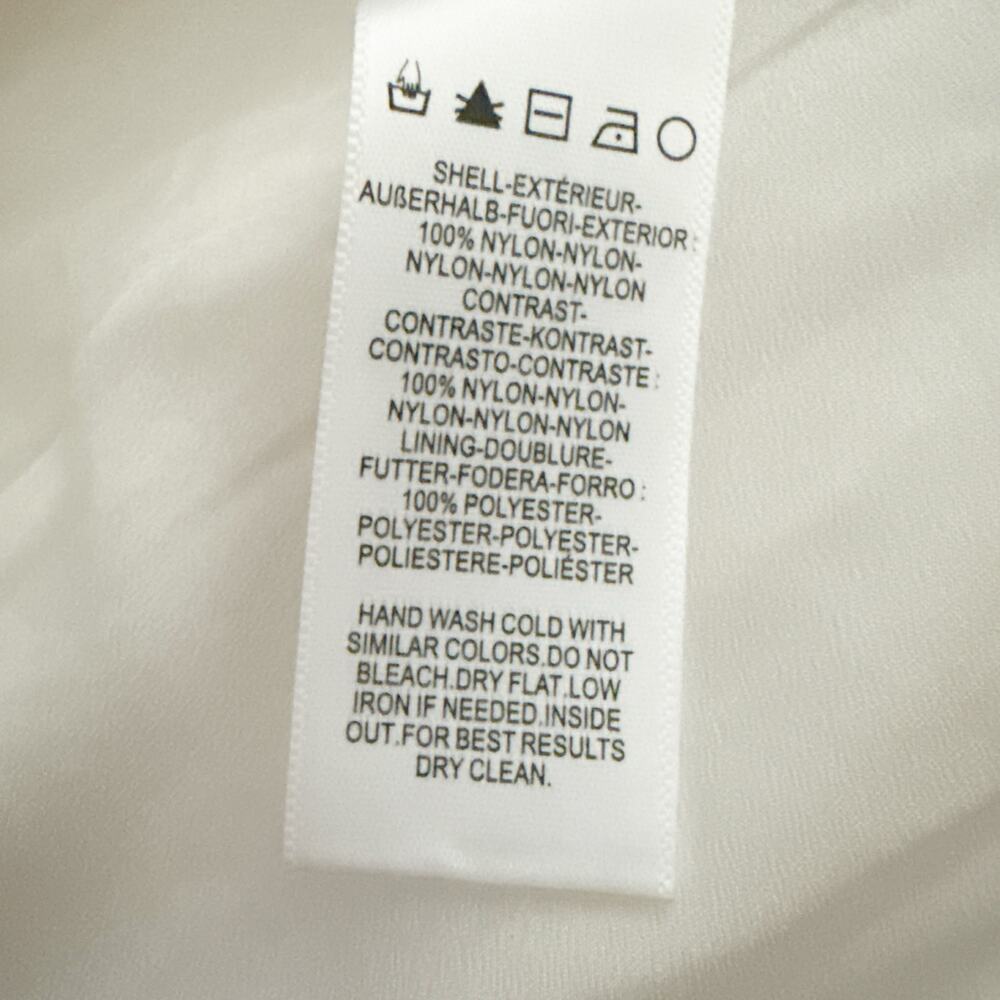 SHELL-EXTÉRIEUR-
AUßERHALB-FUORI-EXTERIOR :
100% NYLON-NYLON-
NYLON-NYLON-NYLON
CONTRAST-
CONTRASTE-KONTRAST-
CONTRASTO-CONTRASTE :
100% NYLON-NYLON-
NYLON-NYLON-NYLON
LINING-DOUBLURE-
FUTTER-FODERA-FORRO :
100% POLYESTER-
POLYESTER-POLYESTER-
POLIESTERE-POLIÉSTER
HAND WASH COLD WITH
SIMILAR COLORS.DO NOT
BLEACH.DRY FLAT.LOW
IRON IF NEEDED.INSIDE
OUT.FOR BEST RESULTS
DRY CLEAN.